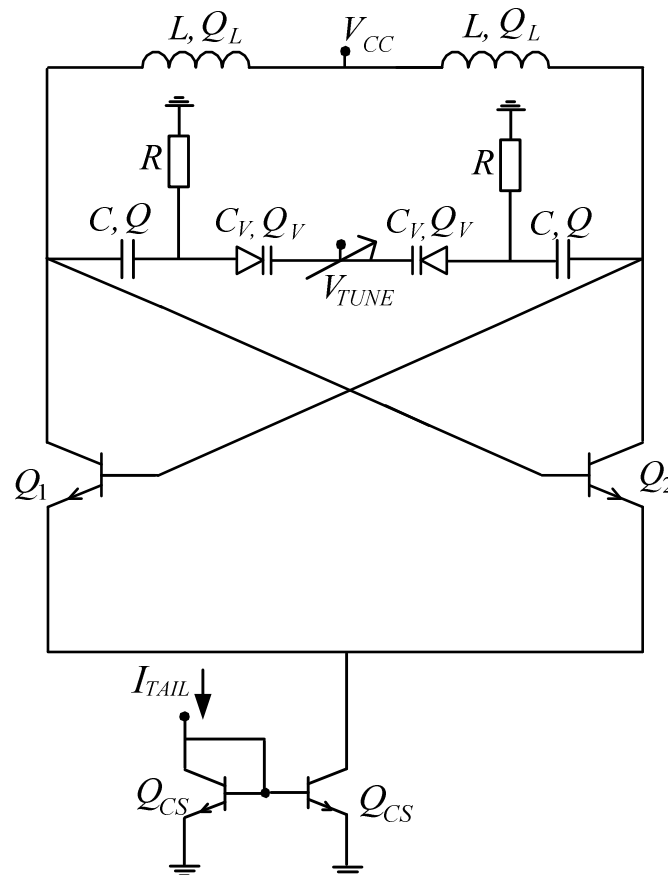 L, Q_L
V_CC
L, Q_L
R
R
C, Q
C_V, Q_V
C_V, Q_V
C, Q
V_TUNE
Q_1
Q_2
I_TAIL
Q_CS
Q_CS